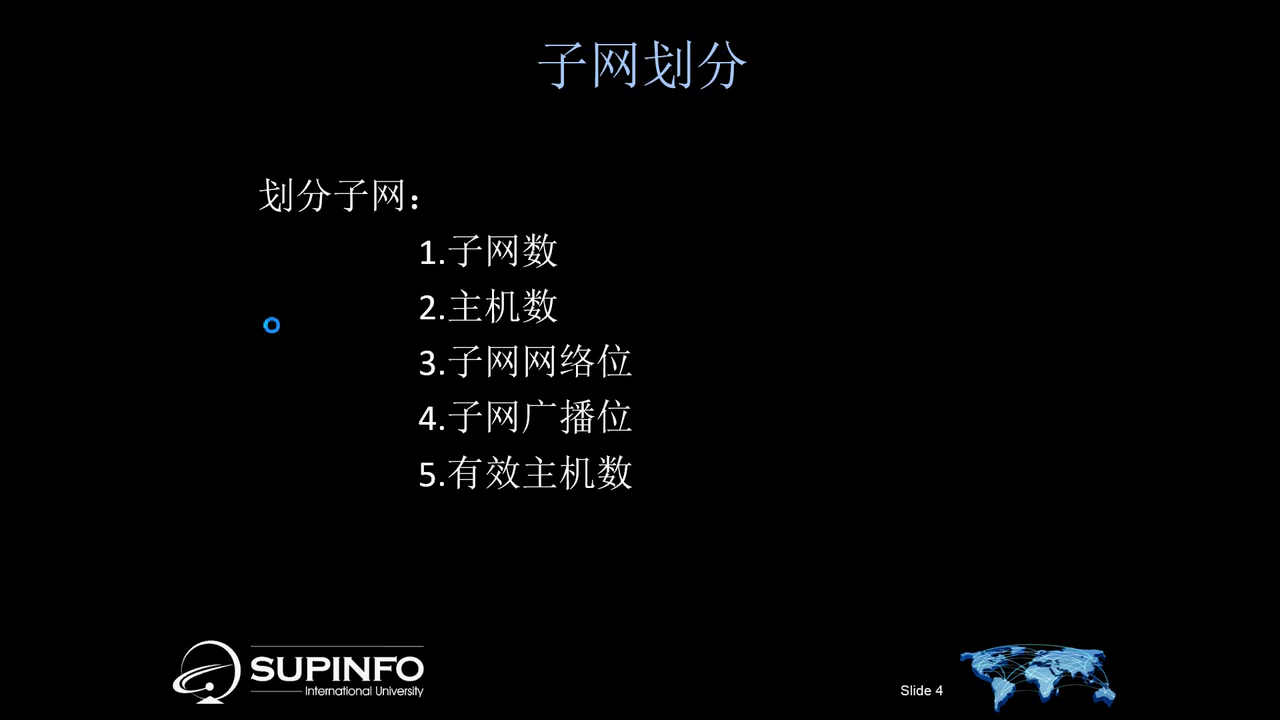 子网划分
划分子网：
1.子网数
2.主机数
3.子网网络位
4.子网广播位
5.有效主机数
SUPINFO
International University
Slide 4